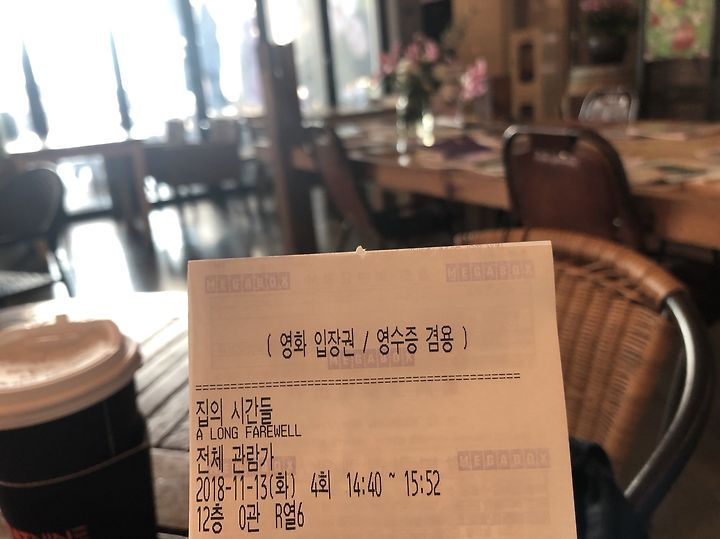 MEGABOX MEGABOX
( 영화 입장권 / 영수증 겸용 )
MEGABOX
집의 시간들
A LONG FAREWELL
전체 관람가
MEGABOX
2018-11-13(화) 4회 14:40 ~ 15:52
12층 0관 R열6